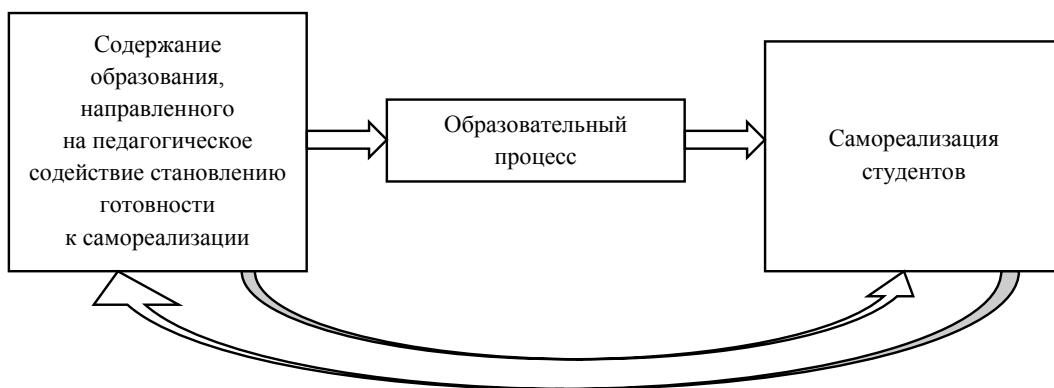 Содержание
образования,
направленного
на педагогическое
содействие становлению
готовности
к самореализации
Образовательный
процесс
Самореализация
студентов